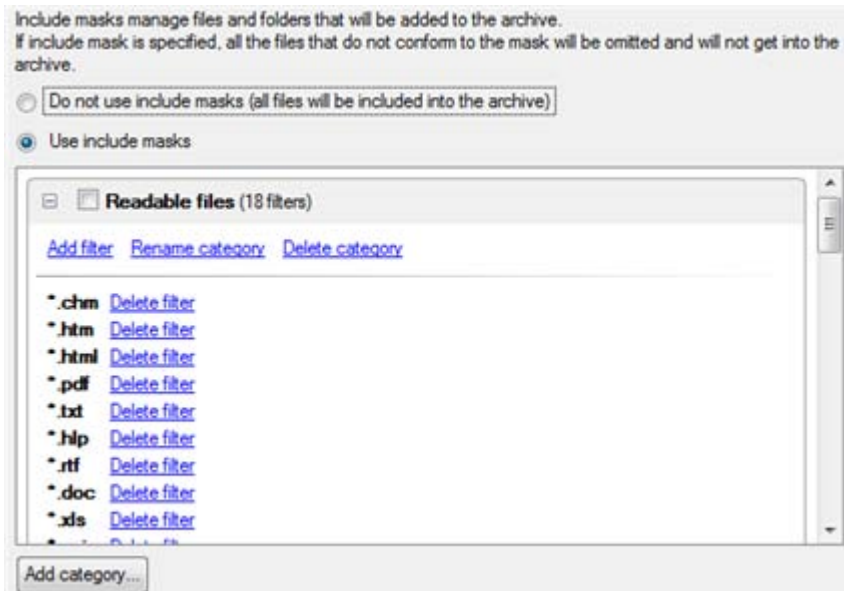 Include masks manage files and folders that will be added to the archive.
If include mask is specified, all the files that do not conform to the mask will be omitted and will not get into the
archive.
Do not use include masks (all files will be included into the archive)
Use include masks
Readable files (18 filters)
Add filter Rename category Delete category
*.chm Delete filter
*.htm Delete filter
*.html Delete filter
*.pdf Delete filter
*.txt Delete filter
*.hlp Delete filter
*.rtf Delete filter
*.doc Delete filter
*.xls Delete filter
Add category...